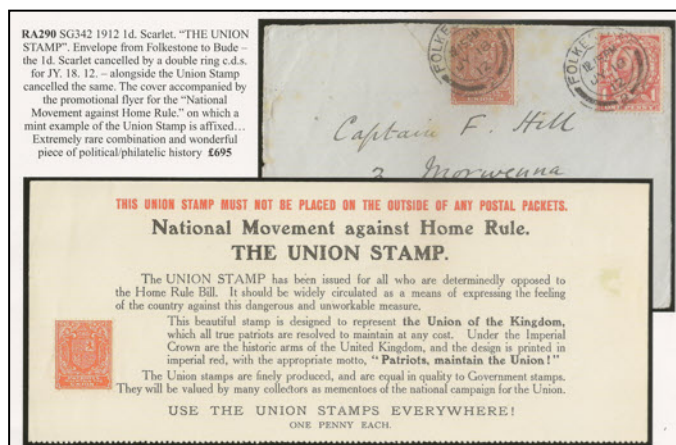 RA290 SG342 1912 1d. Scarlet. “THE UNION
STAMP”. Envelope from Folkestone to Bude –
the 1d. Scarlet cancelled by a double ring c.d.s.
for JY. 18. 12. – alongside the Union Stamp
cancelled the same. The cover accompanied by
the promotional flyer for the “National
Movement against Home Rule.” on which a
mint example of the Union Stamp is affixed…
Extremely rare combination and wonderful
piece of political/philatelic history £695
FOLKE
JY 18
12
FOLKE
JY 18
12
ONE PENNY
Captain F. Hill
3 Morwenna
THIS UNION STAMP MUST NOT BE PLACED ON THE OUTSIDE OF ANY POSTAL PACKETS.
National Movement against Home Rule.
THE UNION STAMP.
The UNION STAMP has been issued for all who are determinedly opposed to
the Home Rule Bill. It should be widely circulated as a means of expressing the feeling
of the country against this dangerous and unworkable measure.
This beautiful stamp is designed to represent the Union of the Kingdom,
which all true patriots are resolved to maintain at any cost. Under the Imperial
Crown are the historic arms of the United Kingdom, and the design is printed in
imperial red, with the appropriate motto, “Patriots, maintain the Union!”
The Union stamps are finely produced, and are equal in quality to Government stamps.
They will be valued by many collectors as mementoes of the national campaign for the Union.
USE THE UNION STAMPS EVERYWHERE!
ONE PENNY EACH.